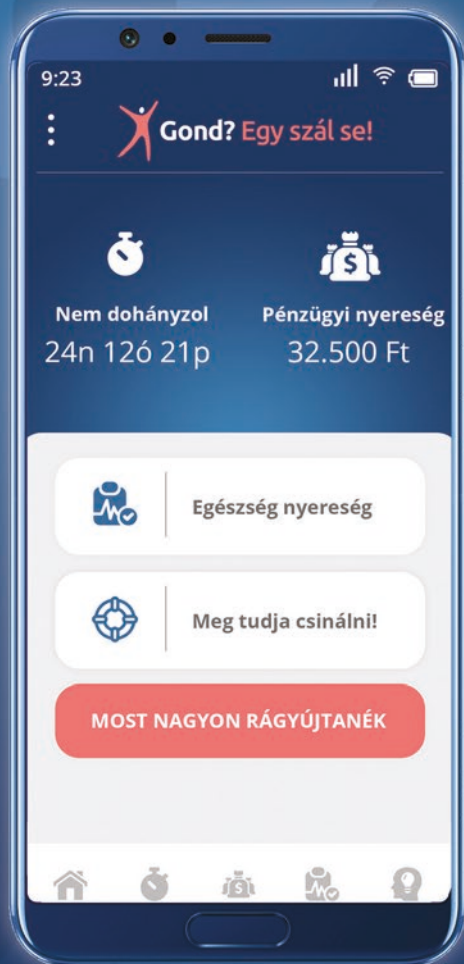 9:23
Gond? Egy szál se!
Nem dohányzol
24n 12ó 21p
Pénzügyi nyereség
32.500 Ft
Egészség nyereség
Meg tudja csinálni!
MOST NAGYON RÁGYÚJTANÉK